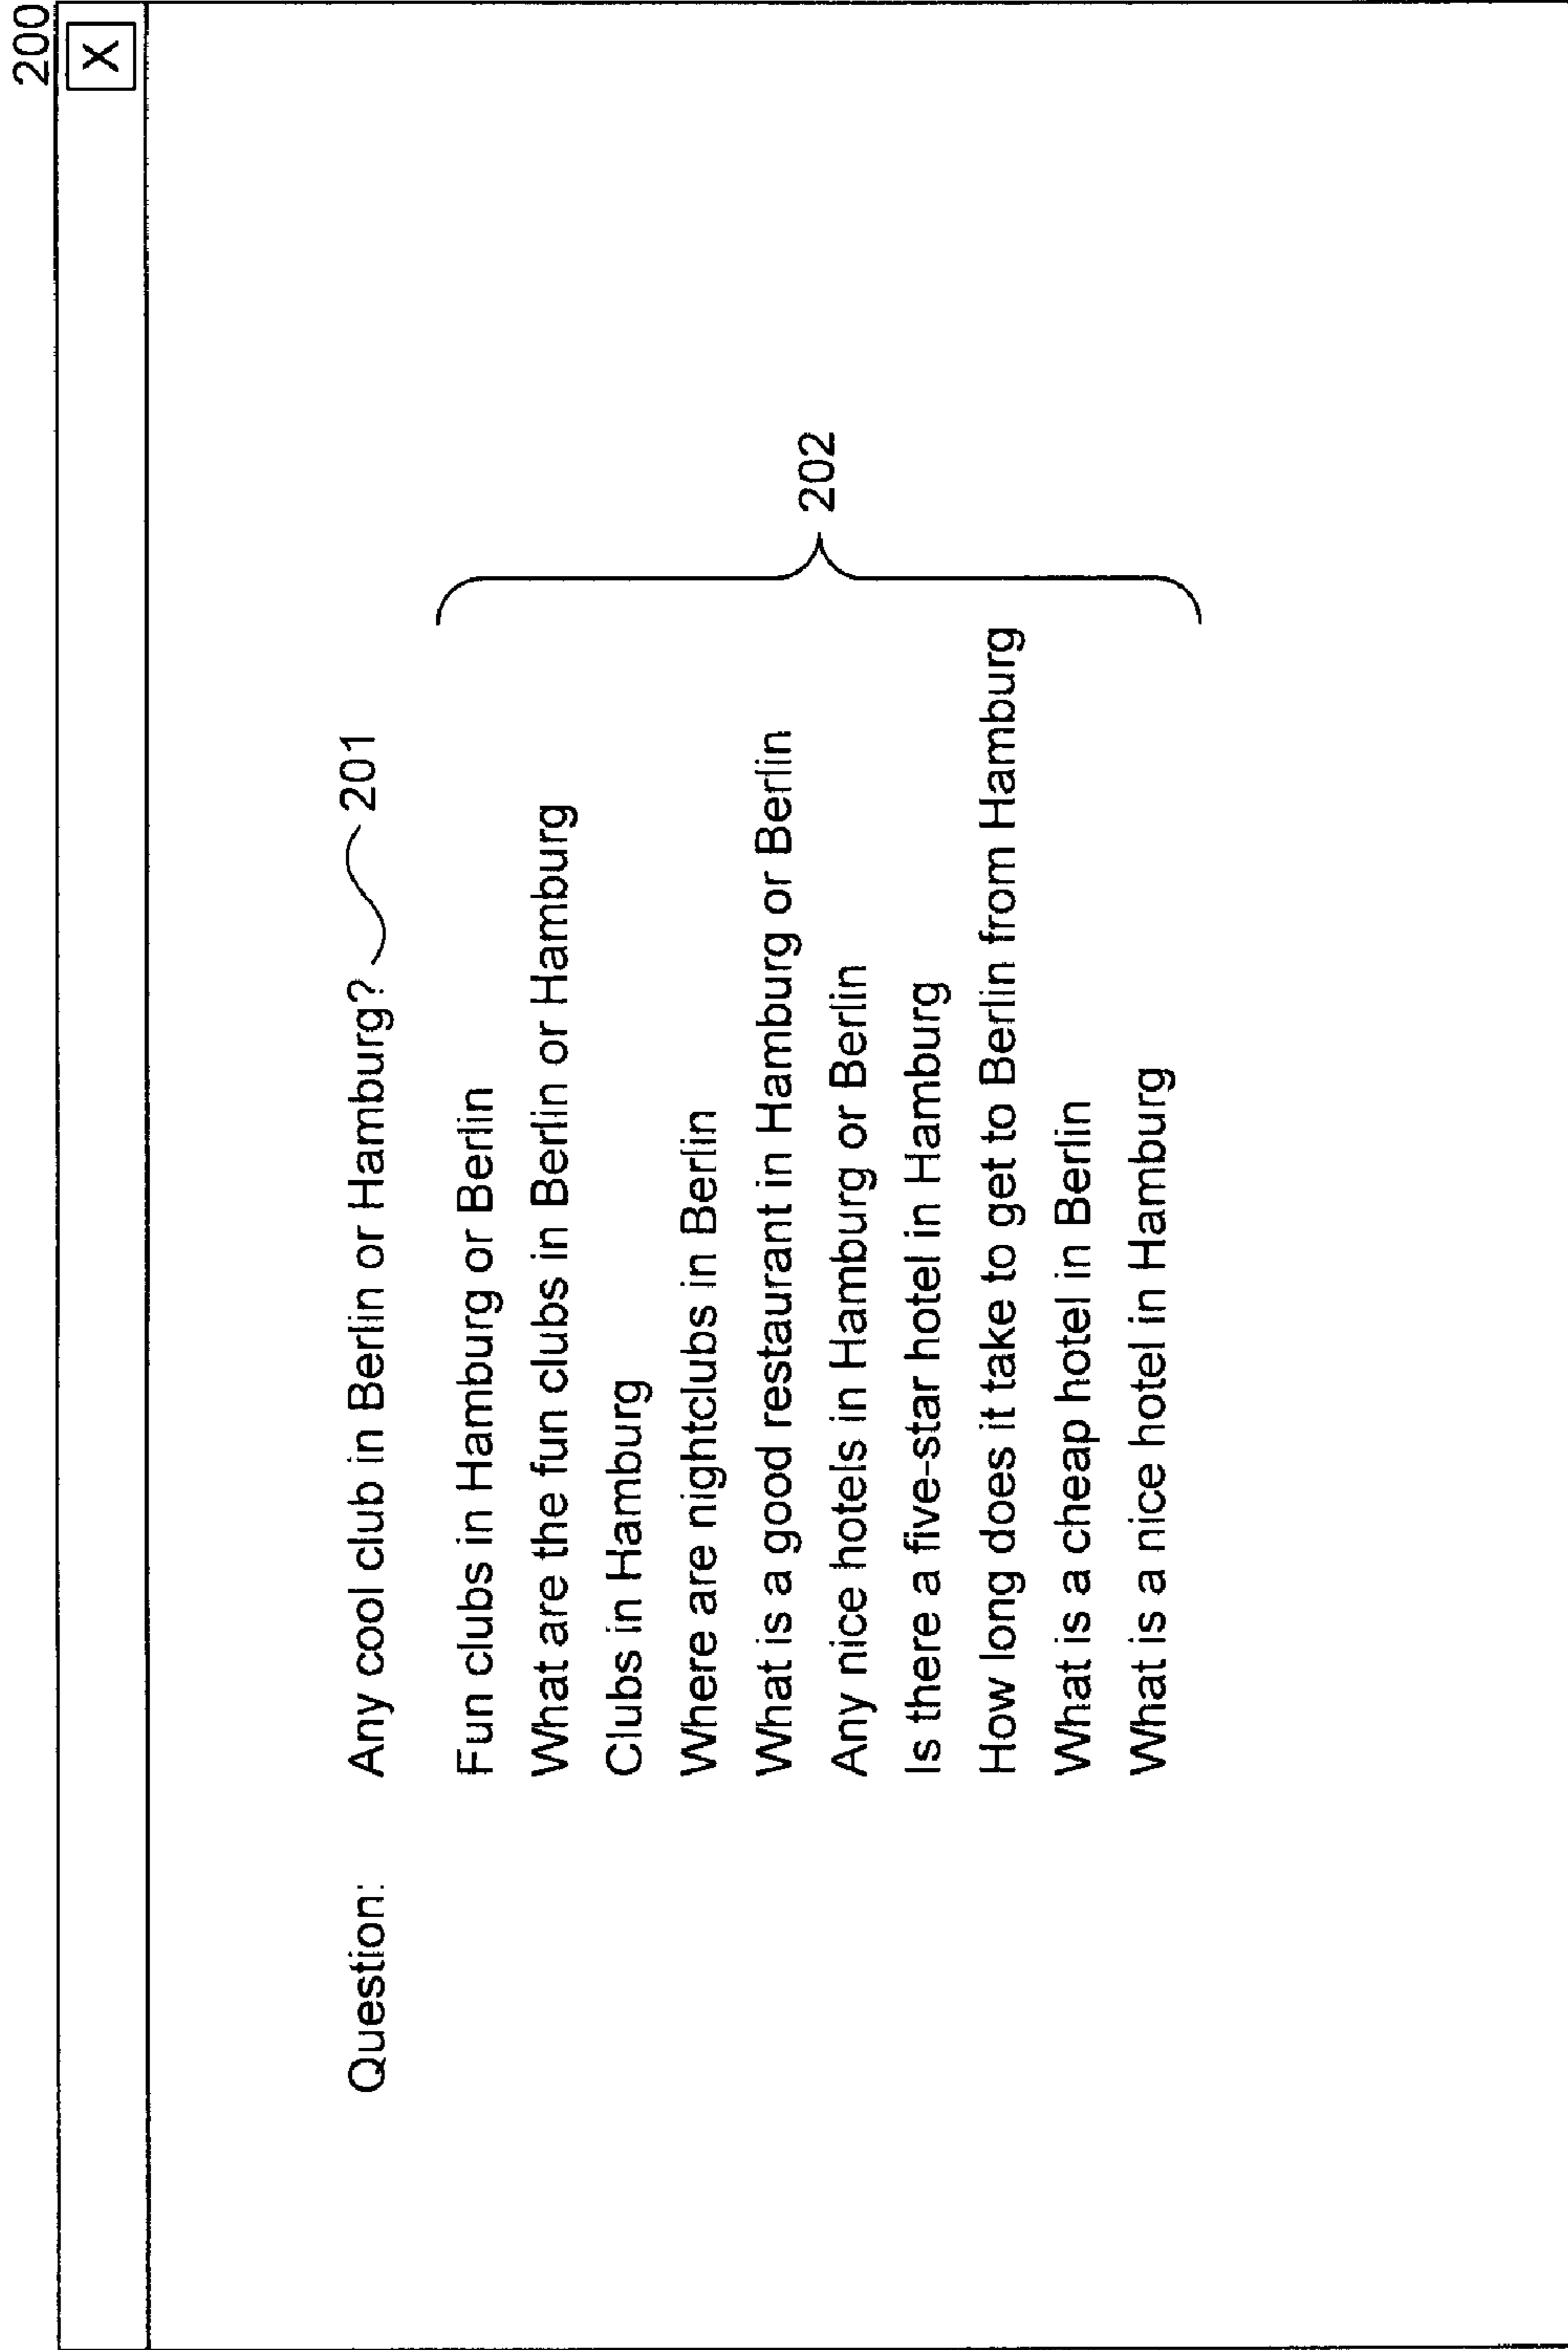 200
X
Question: Any cool club in Berlin or Hamburg? 201
Fun clubs in Hamburg or Berlin
What are the fun clubs in Berlin or Hamburg
Clubs in Hamburg
Where are nightclubs in Berlin
What is a good restaurant in Hamburg or Berlin
202
Any nice hotels in Hamburg or Berlin
Is there a five-star hotel in Hamburg
How long does it take to get to Berlin from Hamburg
What is a cheap hotel in Berlin
What is a nice hotel in Hamburg